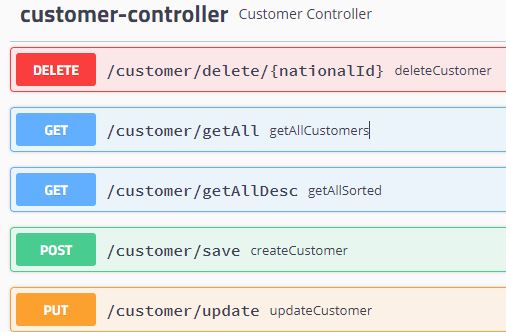 customer-controller Customer Controller
DELETE /customer/delete/{nationalId} deleteCustomer
GET /customer/getAll getAllCustomers
GET /customer/getAllDesc getAllSorted
POST /customer/save createCustomer
PUT /customer/update updateCustomer